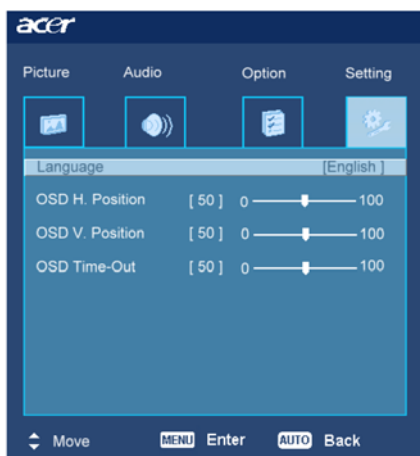 acer
Picture Audio Option Setting
Language [English ]
OSD H. Position [ 50 ] 0 100
OSD V. Position [ 50 ] 0 100
OSD Time-Out [ 50 ] 0 100
Move MENU Enter AUTO Back